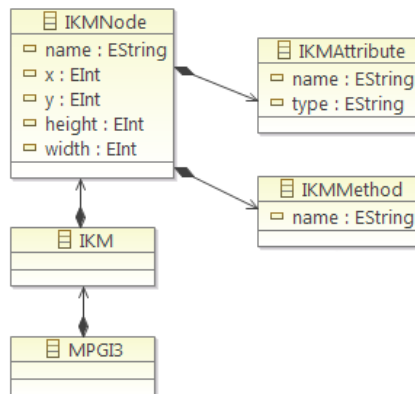 IKMNode
name : EString
x : EInt
y : EInt
height : EInt
width : EInt
IKMAttribute
name : EString
type : EString
IKMMethod
name : EString
IKM
MPGI3